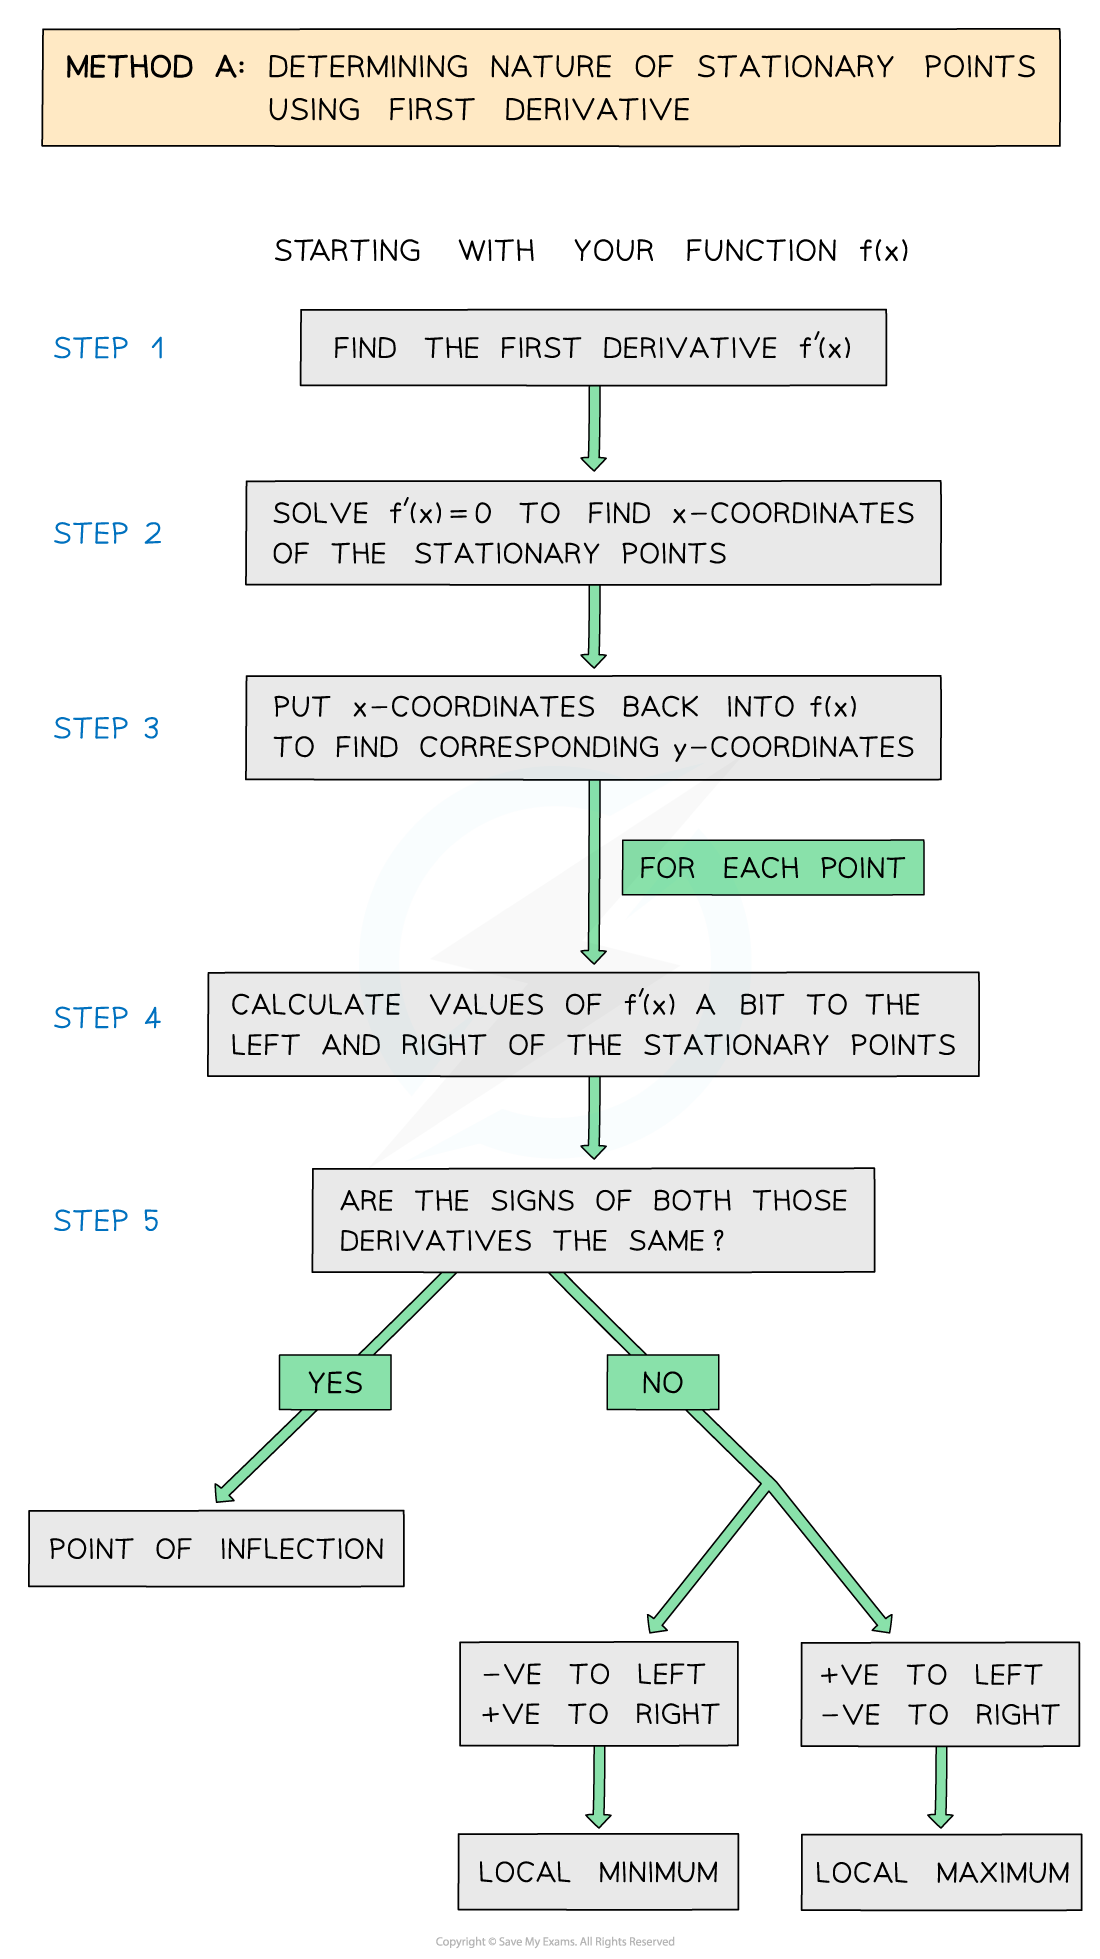 METHOD A: DETERMINING NATURE OF STATIONARY POINTS
USING FIRST DERIVATIVE
STARTING WITH YOUR FUNCTION f(x)
STEP 1
FIND THE FIRST DERIVATIVE f′(x)
STEP 2
SOLVE f′(x)=0 TO FIND x-COORDINATES
OF THE STATIONARY POINTS
STEP 3
PUT x-COORDINATES BACK INTO f(x)
TO FIND CORRESPONDING y-COORDINATES
FOR EACH POINT
STEP 4
CALCULATE VALUES OF f′(x) A BIT TO THE
LEFT AND RIGHT OF THE STATIONARY POINTS
STEP 5
ARE THE SIGNS OF BOTH THOSE
DERIVATIVES THE SAME?
YES
NO
POINT OF INFLECTION
-VE TO LEFT
+VE TO RIGHT
+VE TO LEFT
-VE TO RIGHT
LOCAL MINIMUM
LOCAL MAXIMUM
Copyright © Save My Exams. All Rights Reserved